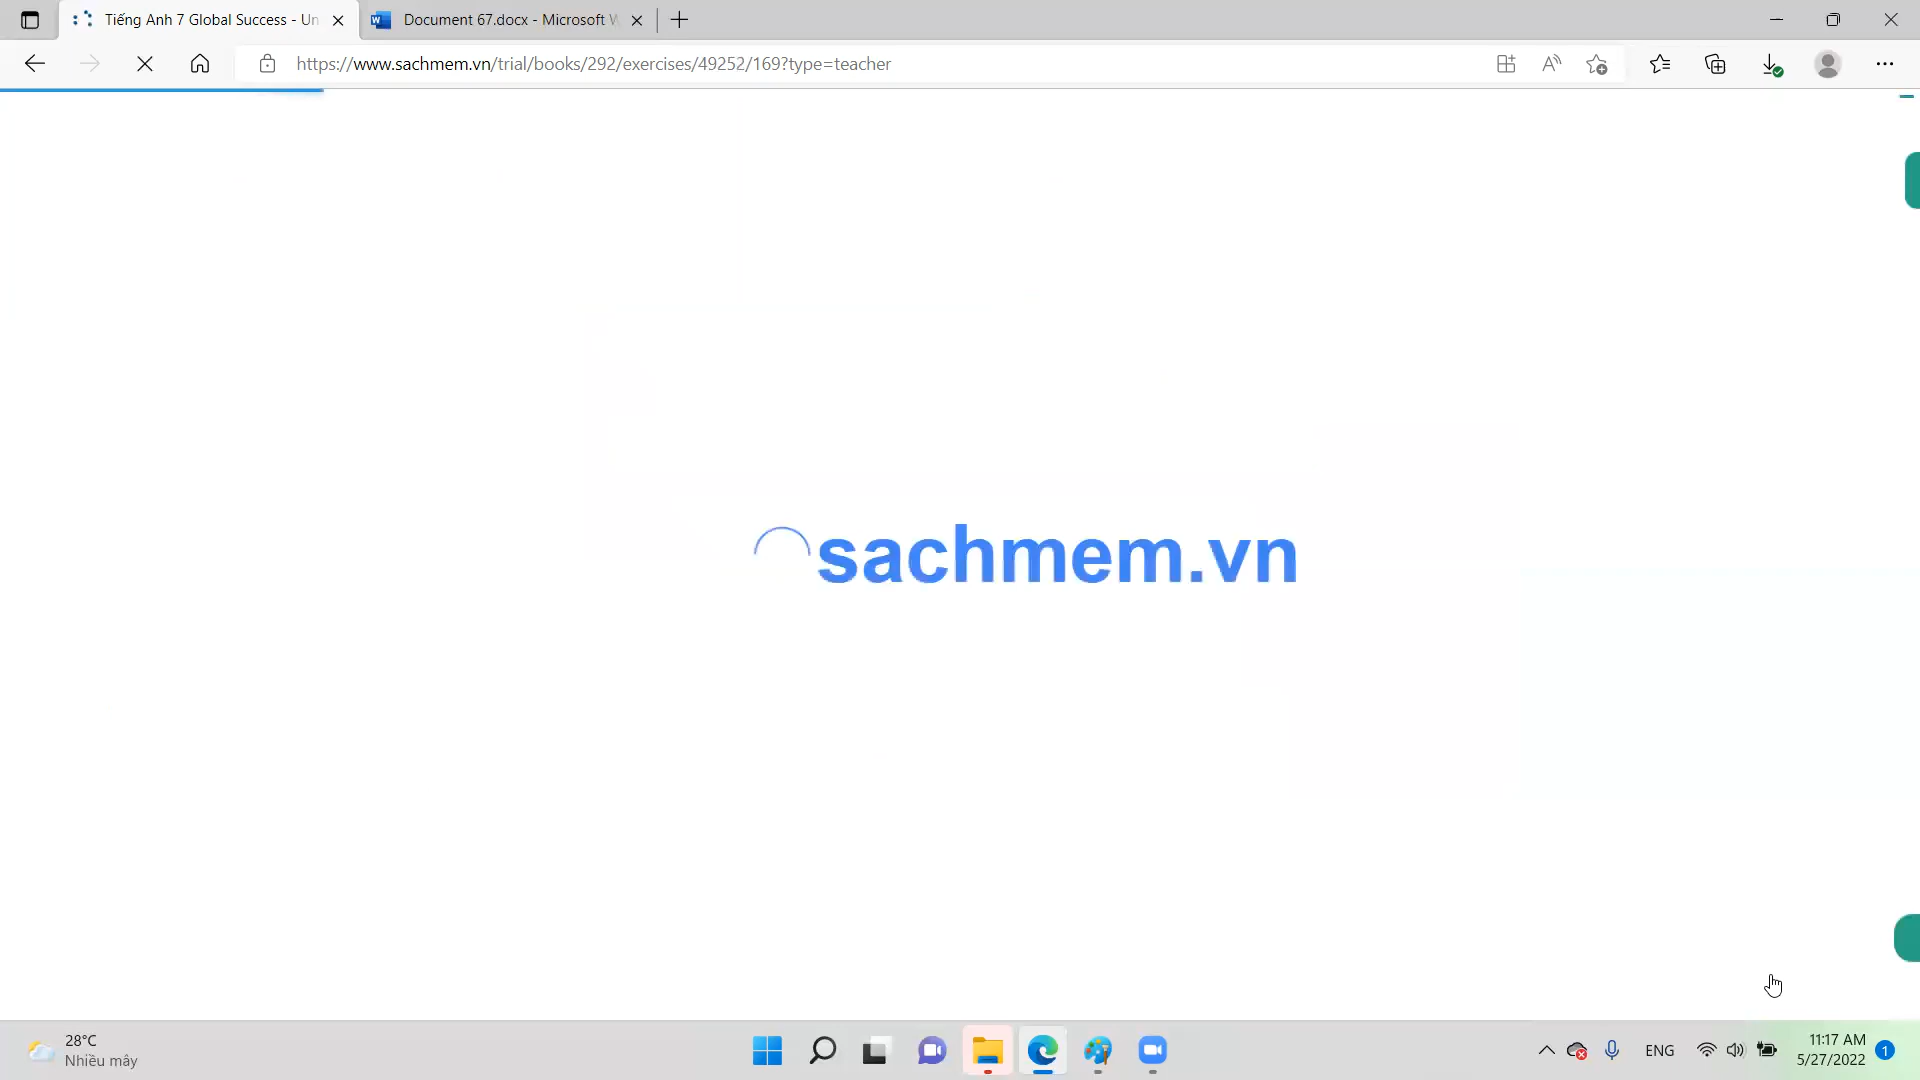 Tiếng Anh 7 Global Success - Un
Document 67.docx - Microsoft W
https://www.sachmem.vn/trial/books/292/exercises/49252/169?type=teacher
sachmem.vn
28°C
Nhiều mây
ENG
11:17 AM
5/27/2022
1